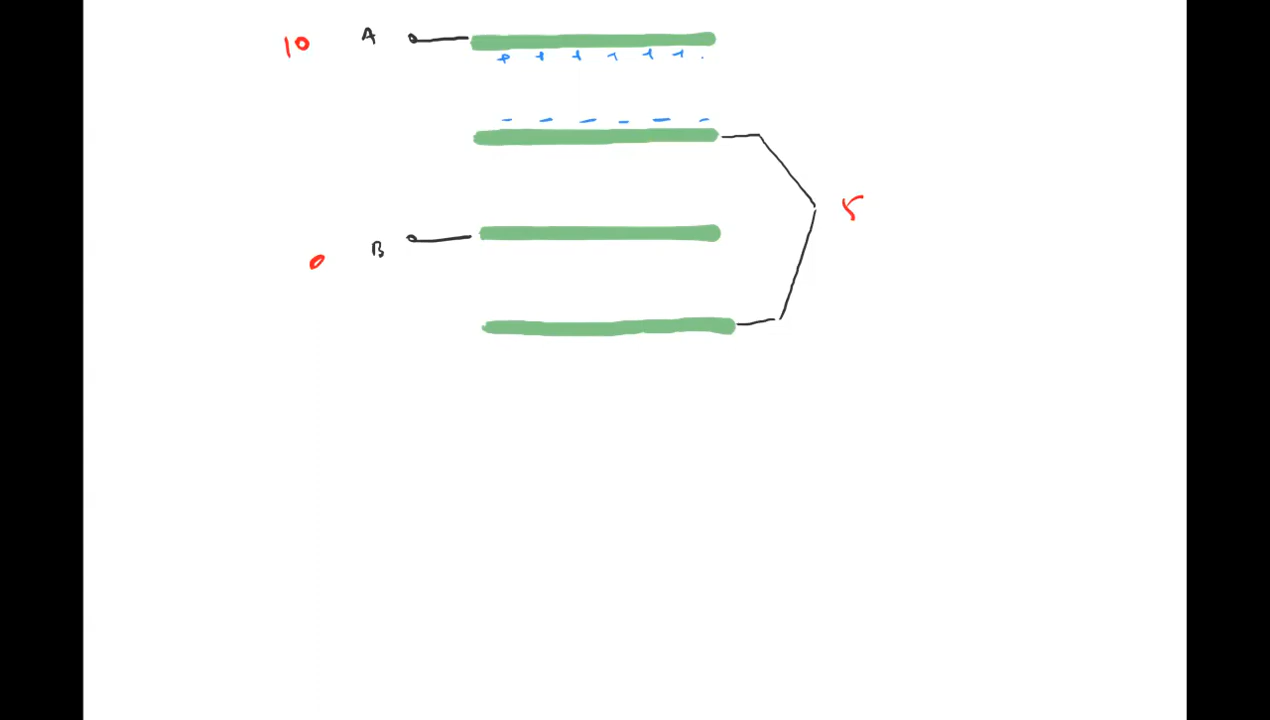 10 A
+ + + + + +
- - - - - -
5
B
0